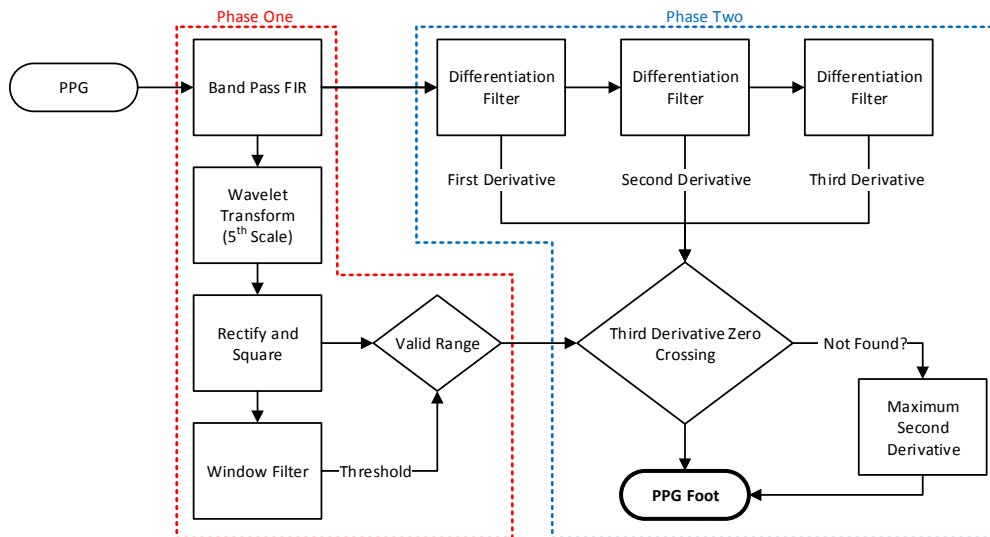 Phase One
Phase Two
PPG
Band Pass FIR
Differentiation
Filter
Differentiation
Filter
Differentiation
Filter
First Derivative
Second Derivative
Third Derivative
Wavelet
Transform
(5th Scale)
Rectify and
Square
Valid Range
Third Derivative Zero
Crossing
Not Found?
Maximum
Second
Derivative
Window Filter
Threshold
PPG Foot